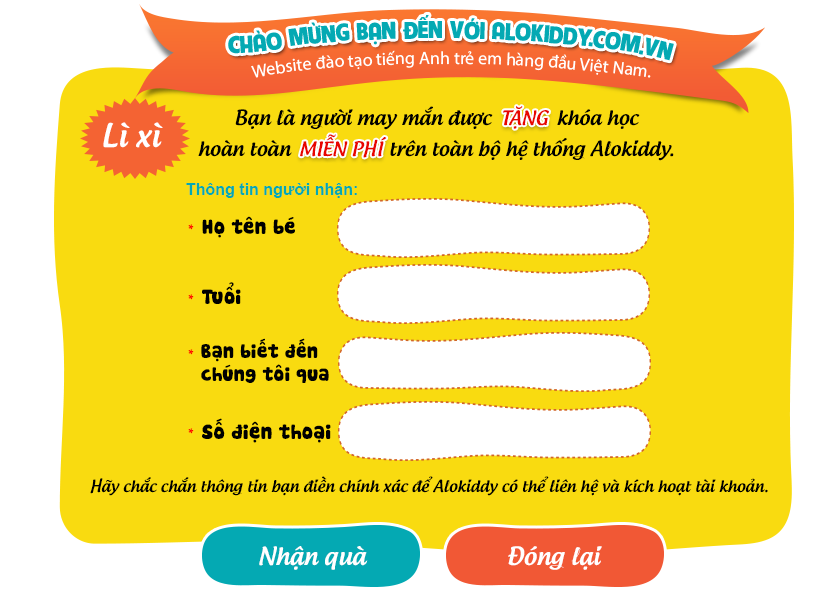 CHÀO MỪNG BẠN ĐẾN VỚI ALOKIDDY.COM.VN
Website đào tạo tiếng Anh trẻ em hàng đầu Việt Nam.
Lì xì
Bạn là người may mắn được TẶNG khóa học
hoàn toàn MIỄN PHÍ trên toàn bộ hệ thống Alokiddy.
Thông tin người nhận:
* Họ tên bé
* Tuổi
* Bạn biết đến
chúng tôi qua
* Số điện thoại
Hãy chắc chắn thông tin bạn điền chính xác để Alokiddy có thể liên hệ và kích hoạt tài khoản.
Nhận quà
Đóng lại